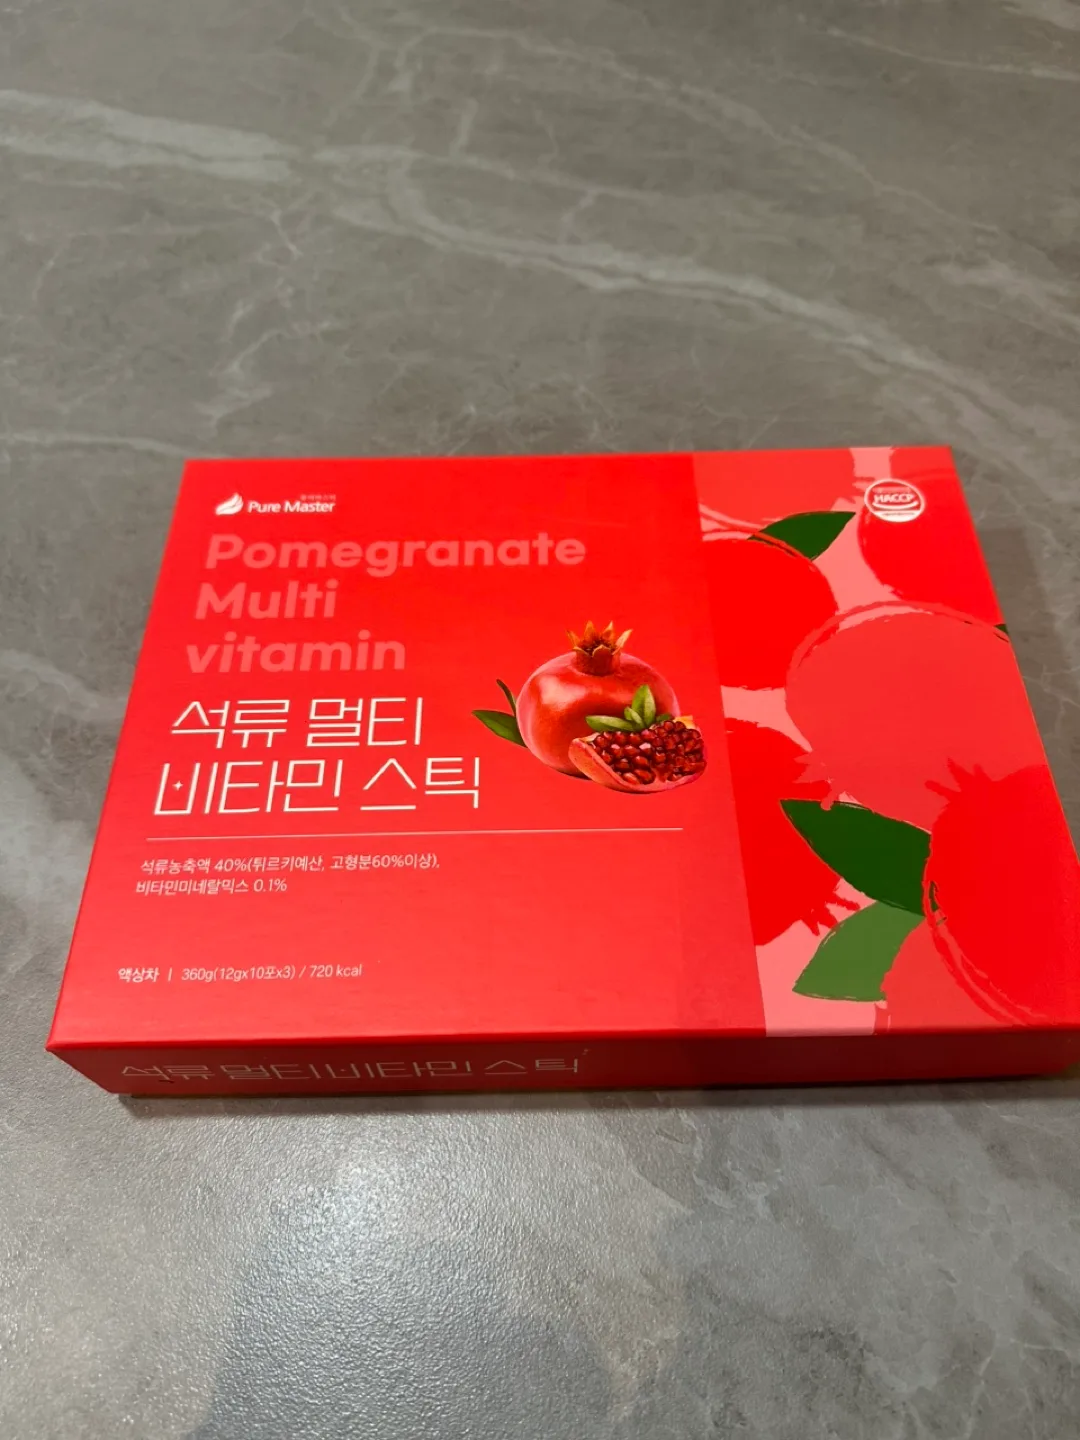 Pure Master
Pomegranate
Multi
vitamin
석류 멀티
비타민 스틱
석류농축액 40%(튀르키예산, 고형분60%이상),
비타민미네랄믹스 0.1%
액상차 | 360g(12gx10포x3) / 720 kcal
HACCP
석류 멀티 비타민 스틱